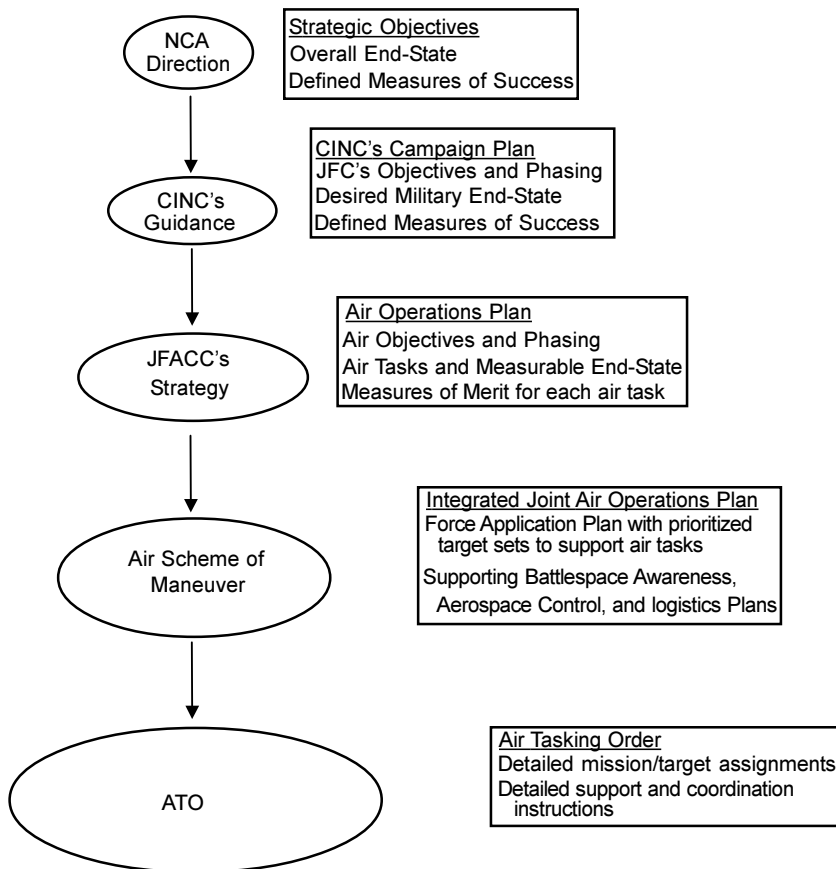 NCA
Direction
Strategic Objectives
Overall End-State
Defined Measures of Success
CINC's
Guidance
CINC's Campaign Plan
JFC's Objectives and Phasing
Desired Military End-State
Defined Measures of Success
JFACC's
Strategy
Air Operations Plan
Air Objectives and Phasing
Air Tasks and Measurable End-State
Measures of Merit for each air task
Air Scheme of
Maneuver
Integrated Joint Air Operations Plan
Force Application Plan with prioritized
target sets to support air tasks
Supporting Battlespace Awareness,
Aerospace Control, and logistics Plans
ATO
Air Tasking Order
Detailed mission/target assignments
Detailed support and coordination
instructions